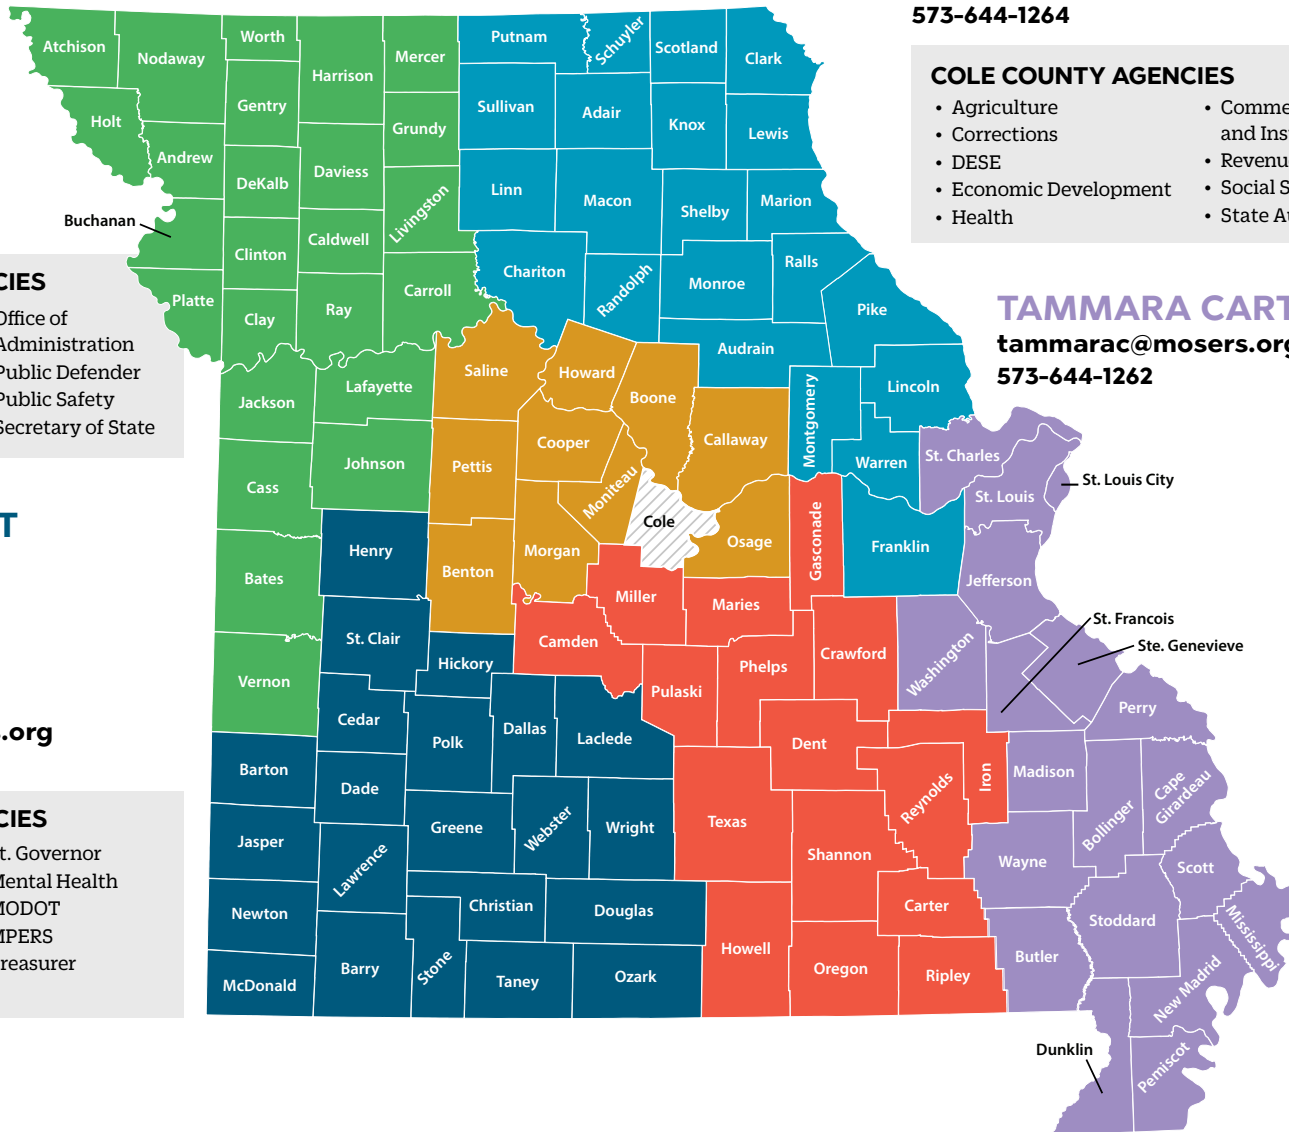 573-644-1264
COLE COUNTY AGENCIES
• Agriculture
• Corrections
• DESE
• Economic Development
• Health
• Comme
and Ins
• Revenu
• Social S
• State Au
TAMMARA CART
tammarac@mosers.org
573-644-1262
CIES
Office of
Administration
Public Defender
Public Safety
Secretary of State
T
s.org
CIES
Lt. Governor
Mental Health
MODOT
MPERS
Treasurer
Atchison
Nodaway
Worth
Harrison
Mercer
Putnam
Schuyler
Scotland
Clark
Holt
Gentry
Grundy
Sullivan
Adair
Knox
Lewis
Andrew
DeKalb
Daviess
Livingston
Linn
Macon
Shelby
Marion
Buchanan
Clinton
Caldwell
Chariton
Randolph
Monroe
Ralls
Platte
Clay
Ray
Carroll
Pike
Audrain
Jackson
Lafayette
Saline
Howard
Boone
Callaway
Montgomery
Lincoln
Cass
Johnson
Pettis
Cooper
Moniteau
Warren
St. Charles
St. Louis
St. Louis City
Cole
Osage
Gasconade
Franklin
Jefferson
Bates
Henry
Benton
Morgan
Miller
Maries
St. Francois
Ste. Genevieve
Vernon
St. Clair
Hickory
Camden
Pulaski
Phelps
Crawford
Washington
Perry
Barton
Cedar
Polk
Dallas
Laclede
Dent
Iron
Madison
Jasper
Dade
Greene
Webster
Wright
Texas
Reynolds
Bollinger
Cape
Girardeau
Lawrence
Shannon
Wayne
Scott
Newton
Christian
Douglas
Carter
Stoddard
Mississippi
McDonald
Barry
Stone
Taney
Ozark
Howell
Oregon
Ripley
Butler
New Madrid
Dunklin
Pemiscot